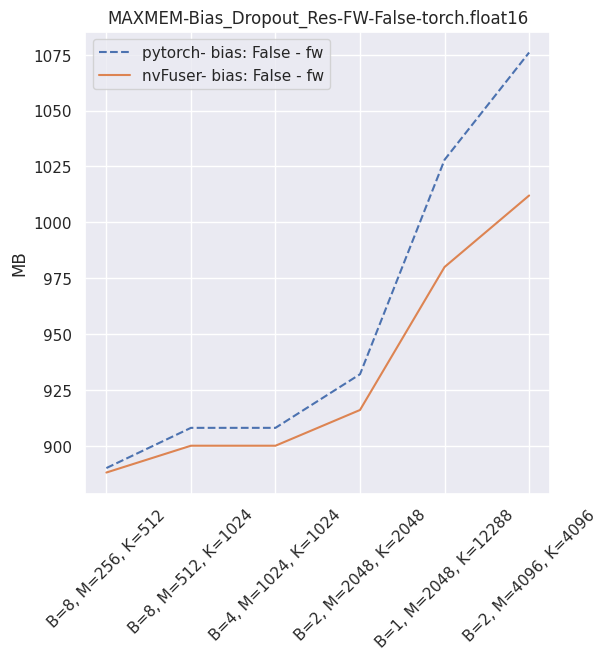 MAXMEM-Bias_Dropout_Res-FW-False-torch.float16
pytorch- bias: False - fw
nvFuser- bias: False - fw
1075
1050
1025
1000
975
950
925
900
MB
B=8, M=256, K=512
B=8, M=512, K=1024
B=4, M=1024, K=1024
B=2, M=2048, K=2048
B=1, M=2048, K=12288
B=2, M=4096, K=4096